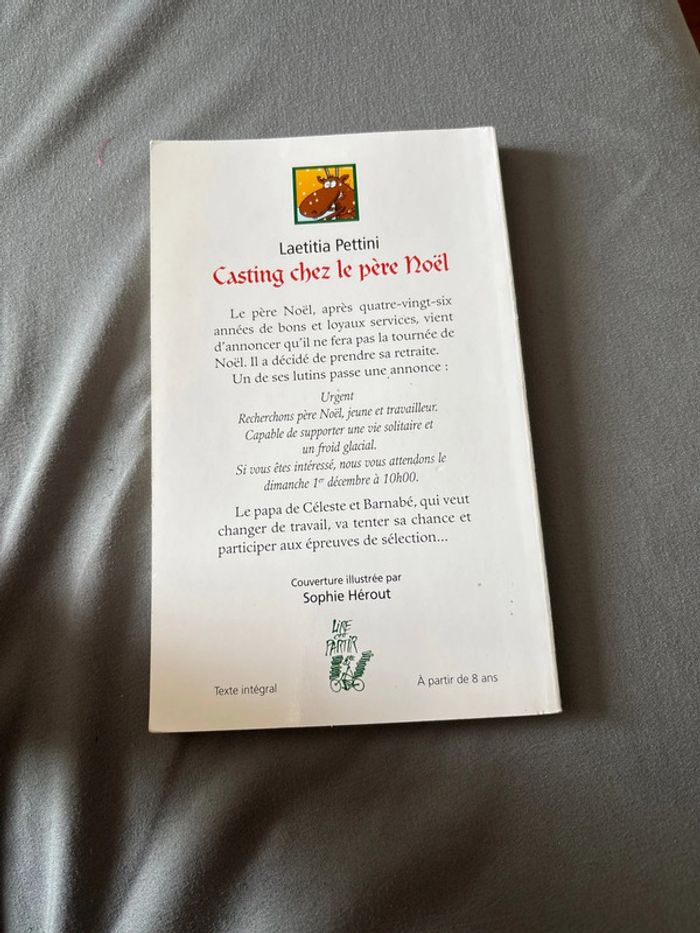 Laetitia Pettini
Casting chez le père Noël
Le père Noël, après quatre-vingt-six
années de bons et loyaux services, vient
d'annoncer qu'il ne fera pas la tournée de
Noël. Il a décidé de prendre sa retraite.
Un de ses lutins passe une annonce :
Urgent
Recherchons père Noël, jeune et travailleur.
Capable de supporter une vie solitaire et
un froid glacial.
Si vous êtes intéressé, nous vous attendons le
dimanche 1er décembre à 10h00.
Le papa de Céleste et Barnabé, qui veut
changer de travail, va tenter sa chance et
participer aux épreuves de sélection...
Couverture illustrée par
Sophie Hérout
LIRE
C'EST
PARTIR
Texte intégral
À partir de 8 ans